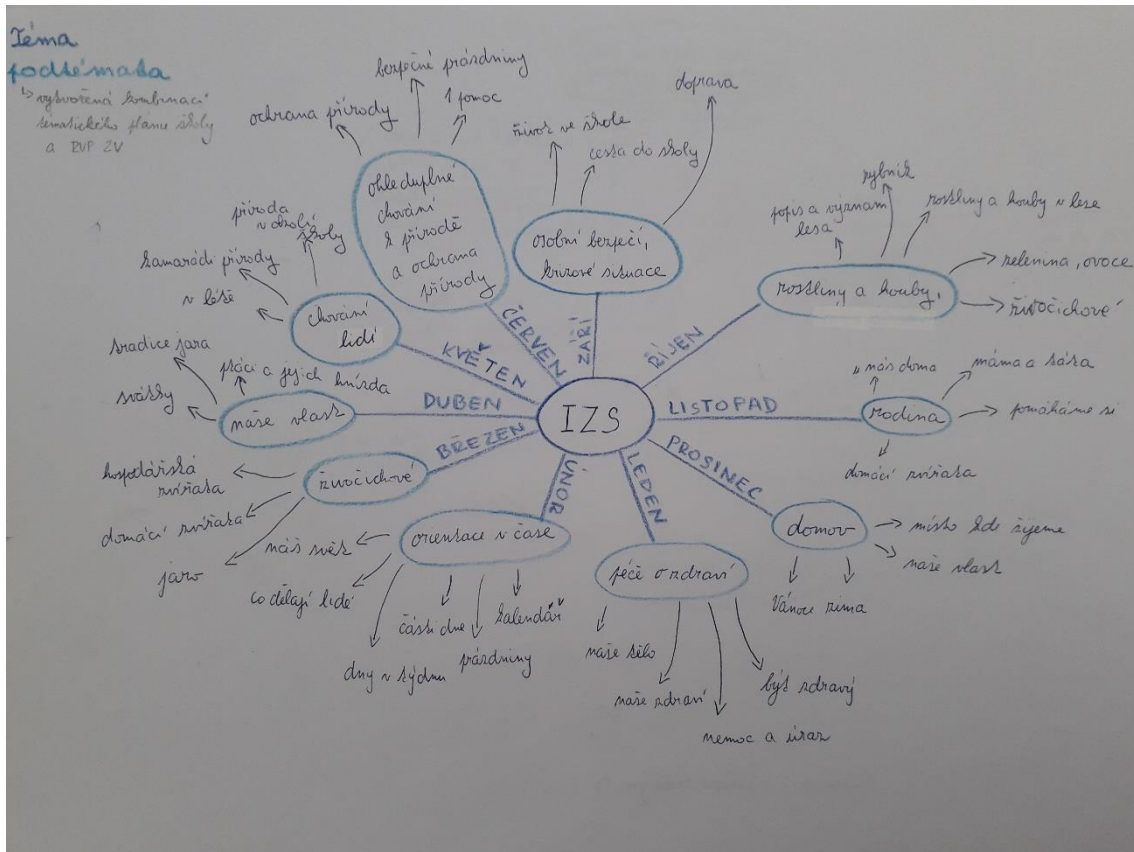 Téma
podtémata
↳ vytvořená kombinací
tematického plánu školy
a RVP ZV
IZS
ZÁŘÍ
osobní bezpečí,
krizové situace
život ve škole
cesta do školy
doprava
ŘÍJEN
rostliny a houby,
popis a význam
lesa
rybník
rostliny a houby v lese
zelenina, ovoce
živočichové
LISTOPAD
rodina
u nás doma
máma a táta
pomáháme si
domácí zvířata
PROSINEC
domov
místo kde žijeme
naše vlast
Vánoce zima
LEDEN
péče o zdraví
naše tělo
naše zdraví
nemoc a úraz
být zdravý
ÚNOR
orientace v čase
náš svět
co dělají lidé
dny v týdnu
části dne
prázdniny
kalendář
BŘEZEN
živočichové
hospodářská
zvířata
domácí zvířata
jaro
DUBEN
naše vlast
tradice jara
ptáci a jejich hnízda
svátky
KVĚTEN
chování
lidí
příroda
v okolí
školy
kamarádi přírody
v létě
ČERVEN
ohleduplné
chování
k přírodě
a ochrana
přírody
ochrana přírody
bezpečné prázdniny
1 pomoc